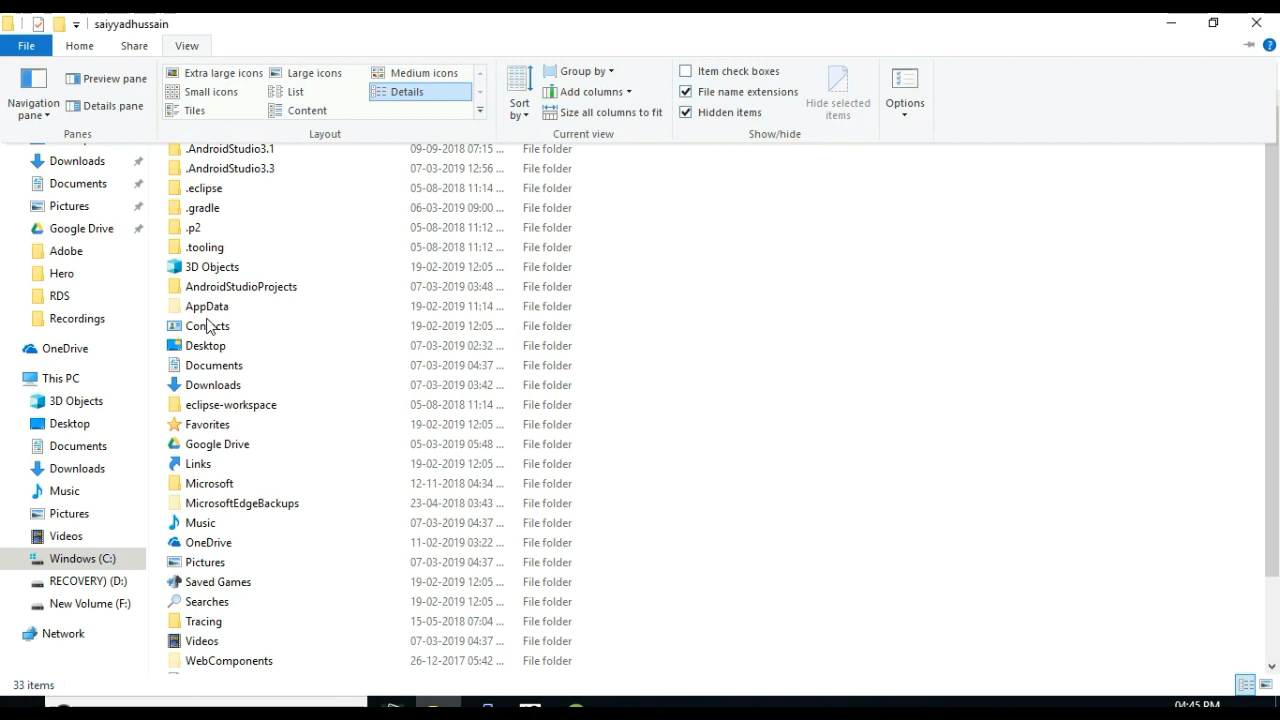 saiyyadhussain
File Home Share View
Navigation pane
Preview pane
Details pane
Panes
Extra large icons Large icons Medium icons
Small icons List Details
Tiles Content
Layout
Sort by
Group by
Add columns
Size all columns to fit
Current view
Item check boxes
File name extensions
Hidden items
Hide selected items
Show/hide
Options
Downloads
Documents
Pictures
Google Drive
Adobe
Hero
RDS
Recordings
OneDrive
This PC
3D Objects
Desktop
Documents
Downloads
Music
Pictures
Videos
Windows (C:)
RECOVERY) (D:)
New Volume (F:)
Network
.AndroidStudio3.1 09-09-2018 07:15 ... File folder
.AndroidStudio3.3 07-03-2019 12:56 ... File folder
.eclipse 05-08-2018 11:14 ... File folder
.gradle 06-03-2019 09:00 ... File folder
.p2 05-08-2018 11:12 ... File folder
.tooling 05-08-2018 11:12 ... File folder
3D Objects 19-02-2019 12:05 ... File folder
AndroidStudioProjects 07-03-2019 03:48 ... File folder
AppData 19-02-2019 11:14 ... File folder
Contacts 19-02-2019 12:05 ... File folder
Desktop 07-03-2019 02:32 ... File folder
Documents 07-03-2019 04:37 ... File folder
Downloads 07-03-2019 03:42 ... File folder
eclipse-workspace 05-08-2018 11:14 ... File folder
Favorites 19-02-2019 12:05 ... File folder
Google Drive 05-03-2019 05:48 ... File folder
Links 19-02-2019 12:05 ... File folder
Microsoft 12-11-2018 04:34 ... File folder
MicrosoftEdgeBackups 23-04-2018 03:43 ... File folder
Music 07-03-2019 04:37 ... File folder
OneDrive 11-02-2019 03:22 ... File folder
Pictures 07-03-2019 04:37 ... File folder
Saved Games 19-02-2019 12:05 ... File folder
Searches 19-02-2019 12:05 ... File folder
Tracing 15-05-2018 07:04 ... File folder
Videos 07-03-2019 04:37 ... File folder
WebComponents 26-12-2017 05:42 ... File folder
33 items
04:45 PM